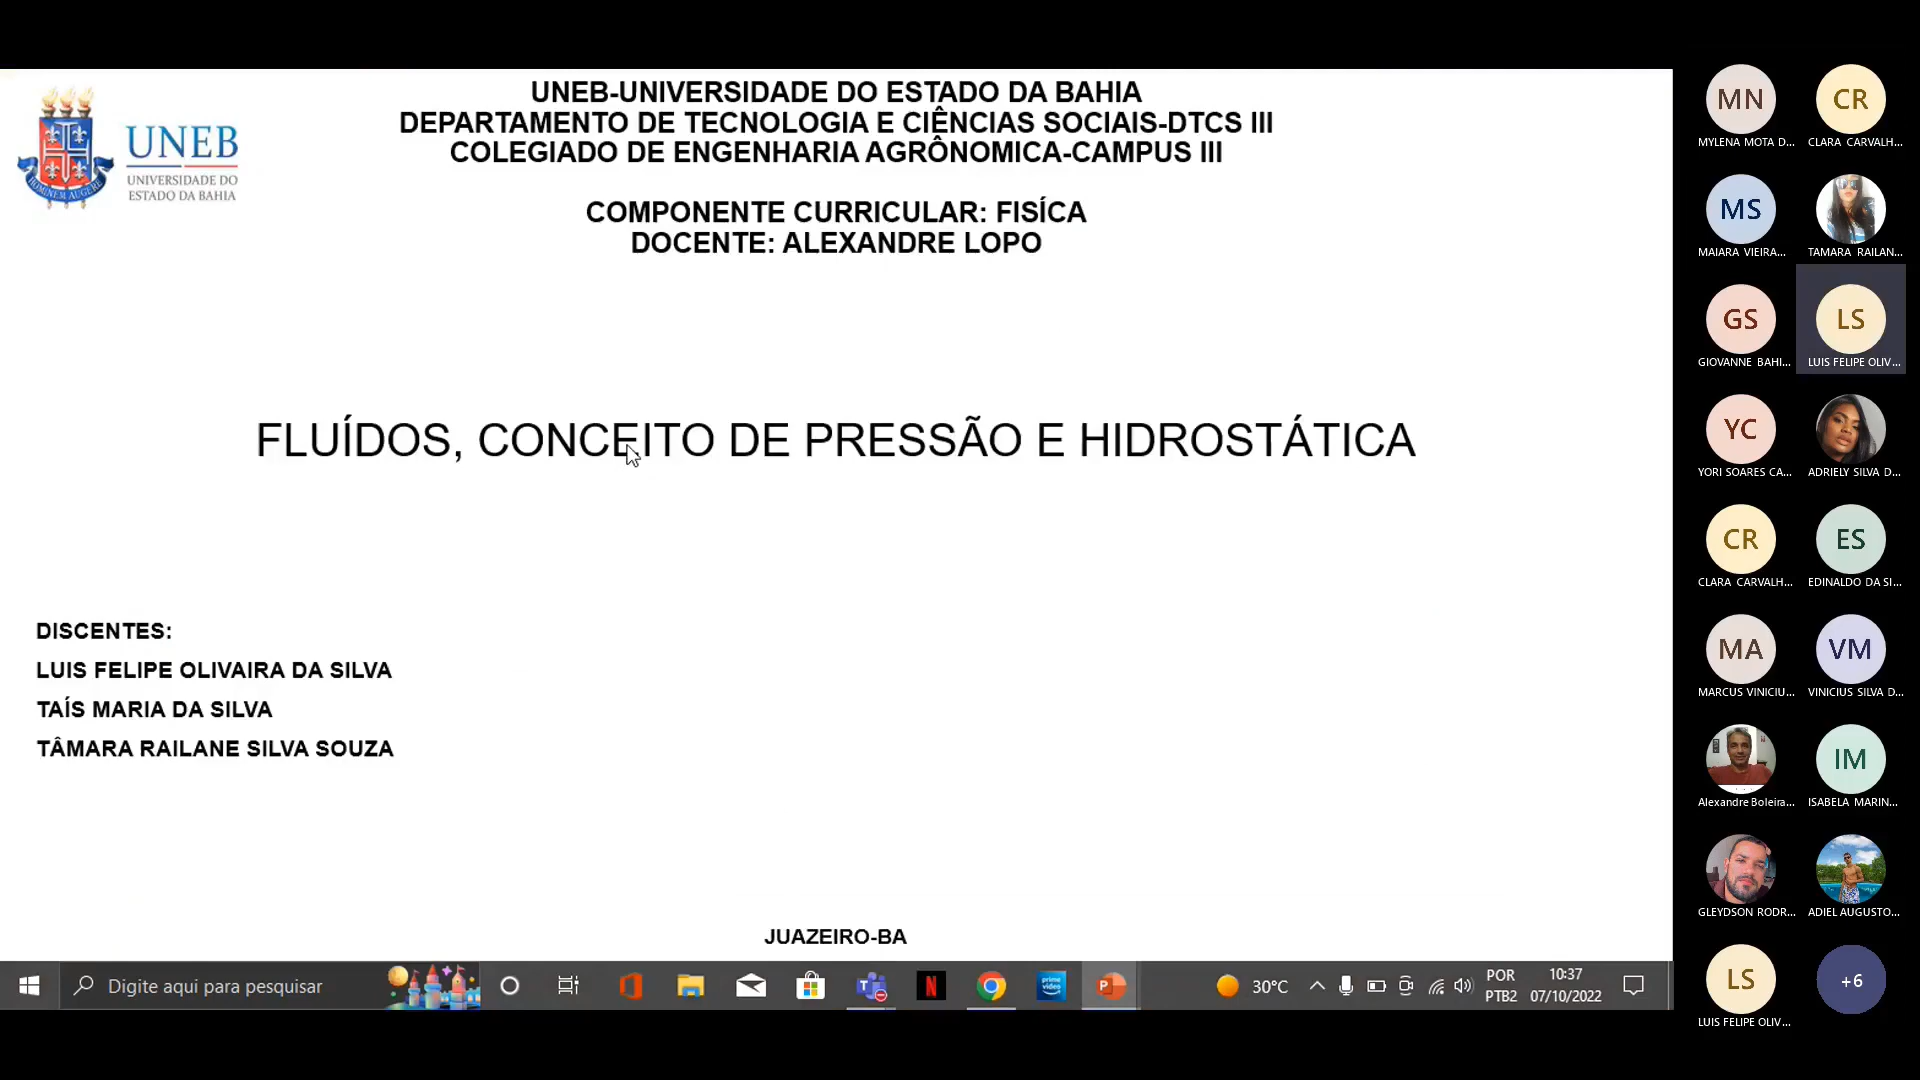 UNEB-UNIVERSIDADE DO ESTADO DA BAHIA
DEPARTAMENTO DE TECNOLOGIA E CIÊNCIAS SOCIAIS-DTCS III
COLEGIADO DE ENGENHARIA AGRÔNOMICA-CAMPUS III
UNEB
UNIVERSIDADE DO
ESTADO DA BAHIA
HOMINEM AUGERE
COMPONENTE CURRICULAR: FISÍCA
DOCENTE: ALEXANDRE LOPO
FLUÍDOS, CONCEITO DE PRESSÃO E HIDROSTÁTICA
DISCENTES:
LUIS FELIPE OLIVAIRA DA SILVA
TAÍS MARIA DA SILVA
TÂMARA RAILANE SILVA SOUZA
JUAZEIRO-BA
Digite aqui para pesquisar
prime video
30°C
POR
PTB2
10:37
07/10/2022
MN
MYLENA MOTA D...
CR
CLARA CARVALH...
MS
MAIARA VIEIRA...
TAMARA RAILAN...
GS
GIOVANNE BAHI...
LS
LUIS FELIPE OLIV...
YC
YORI SOARES CA...
ADRIELY SILVA D...
CR
CLARA CARVALH...
ES
EDINALDO DA SI...
MA
MARCUS VINICIU...
VM
VINICIUS SILVA D...
Alexandre Boleira...
IM
ISABELA MARIN...
GLEYDSON RODR...
ADIEL AUGUSTO...
LS
LUIS FELIPE OLIV...
+6